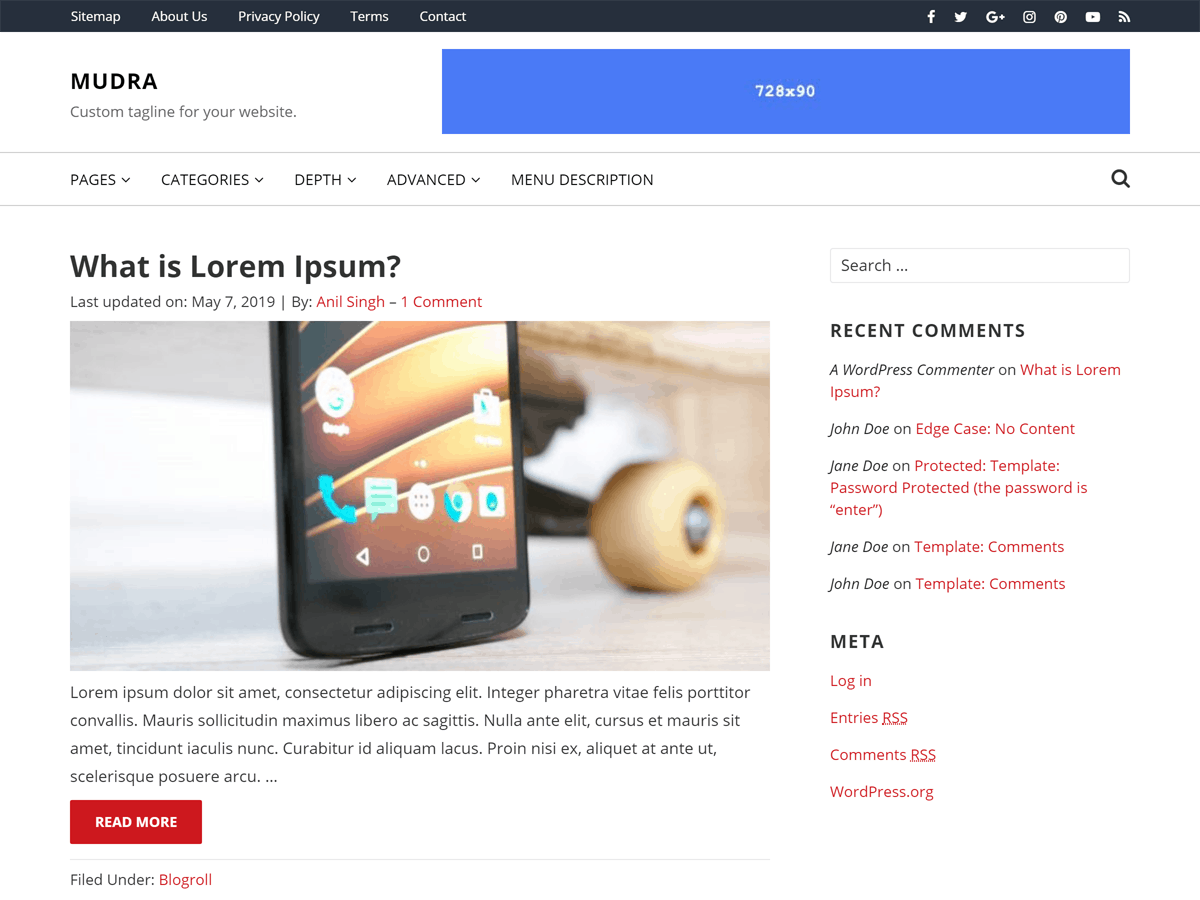 Sitemap About Us Privacy Policy Terms Contact
MUDRA
Custom tagline for your website.
728x90
PAGES CATEGORIES DEPTH ADVANCED MENU DESCRIPTION
What is Lorem Ipsum?
Last updated on: May 7, 2019 | By: Anil Singh – 1 Comment
Google
Lorem ipsum dolor sit amet, consectetur adipiscing elit. Integer pharetra vitae felis porttitor
convallis. Mauris sollicitudin maximus libero ac sagittis. Nulla ante elit, cursus et mauris sit
amet, tincidunt iaculis nunc. Curabitur id aliquam lacus. Proin nisi ex, aliquet at ante ut,
scelerisque posuere arcu. …
READ MORE
Filed Under: Blogroll
Search …
RECENT COMMENTS
A WordPress Commenter on What is Lorem
Ipsum?
John Doe on Edge Case: No Content
Jane Doe on Protected: Template:
Password Protected (the password is
“enter”)
Jane Doe on Template: Comments
John Doe on Template: Comments
META
Log in
Entries RSS
Comments RSS
WordPress.org